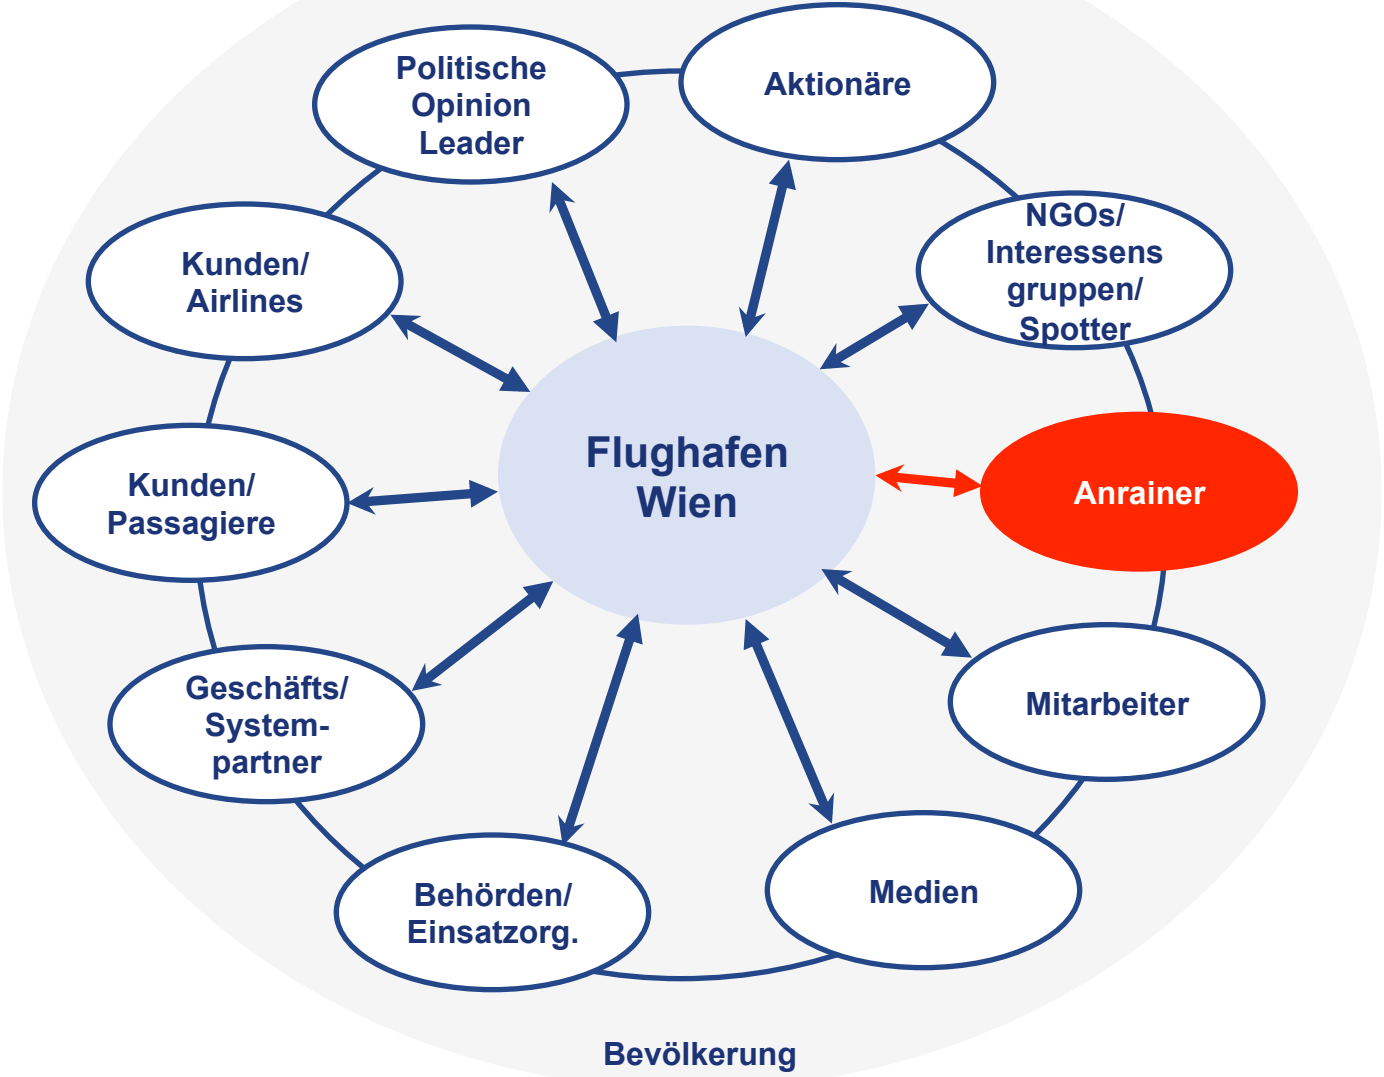 Politische
Opinion
Leader
Aktionäre
Kunden/
Airlines
NGOs/
Interessens
gruppen/
Spotter
Flughafen
Wien
Kunden/
Passagiere
Anrainer
Geschäfts/
System-
partner
Mitarbeiter
Behörden/
Einsatzorg.
Medien
Bevölkerung